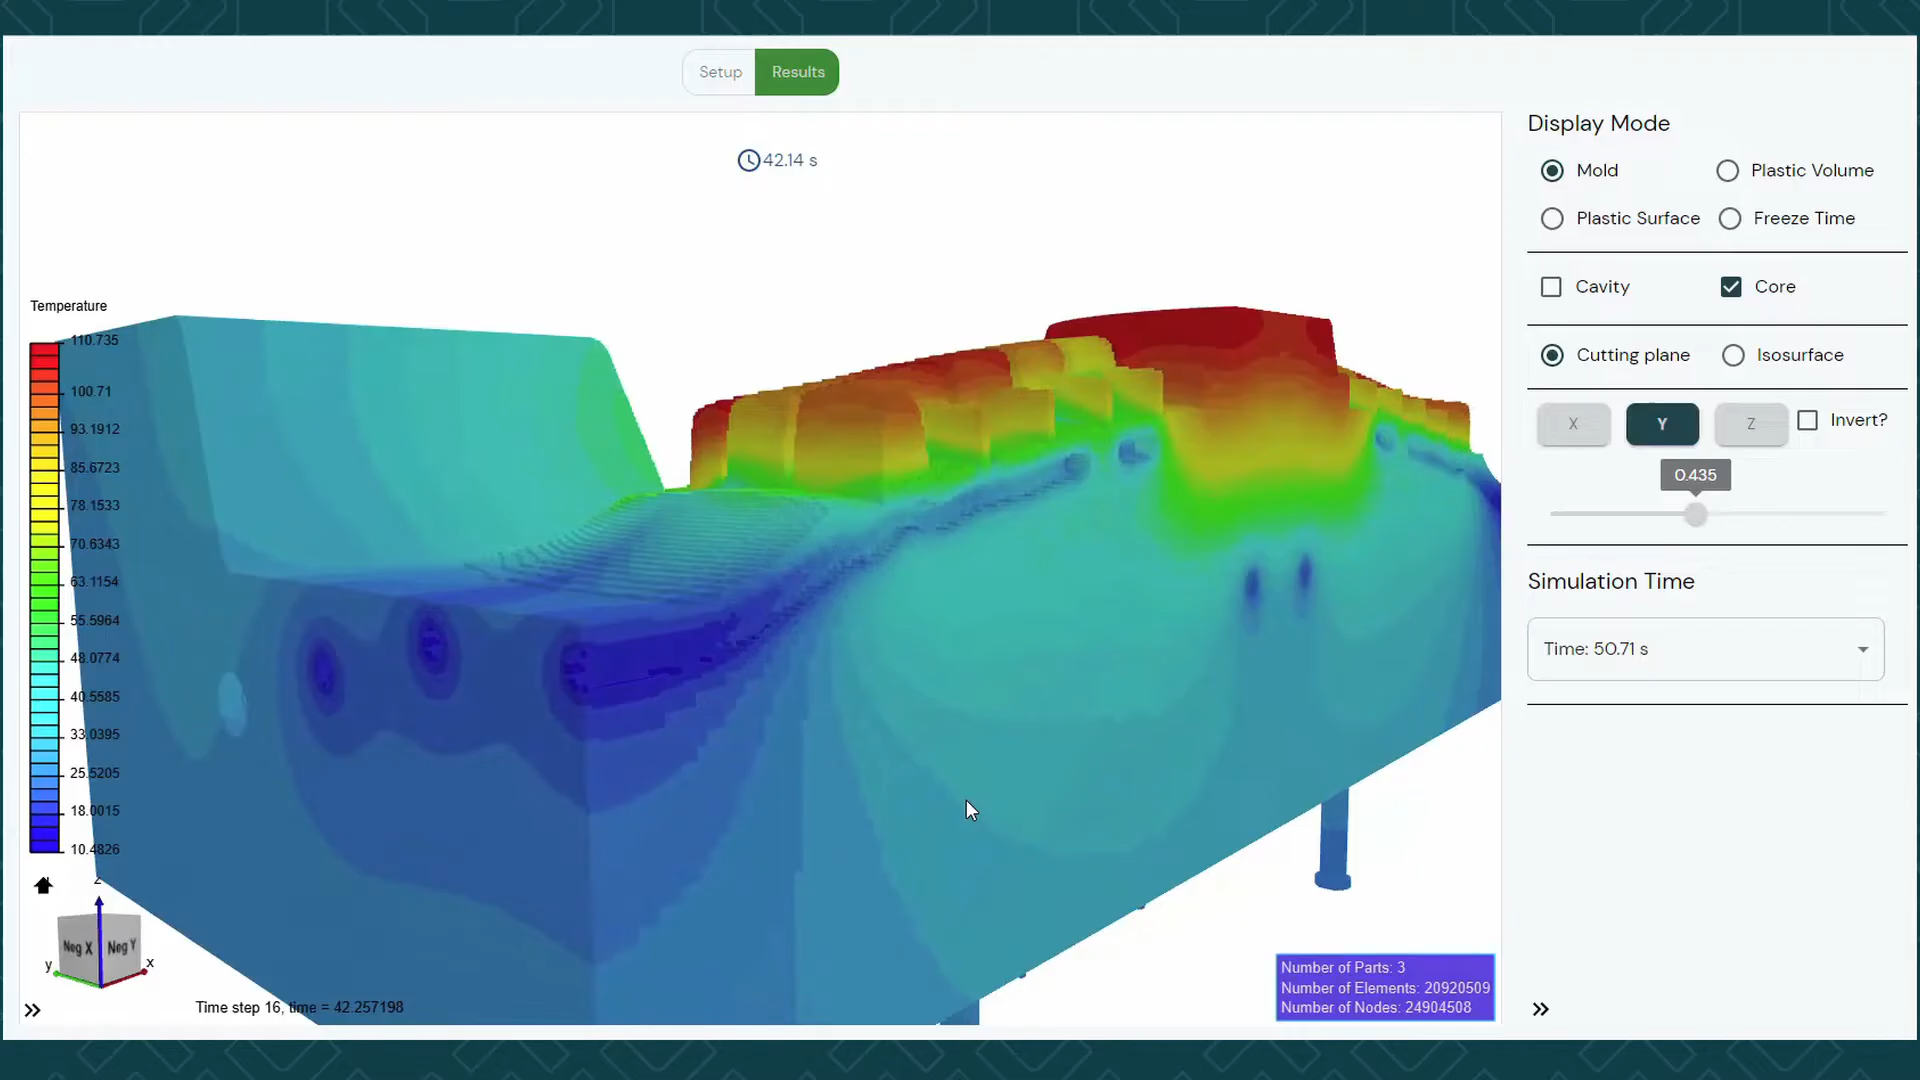 Setup
Results
42.14 s
Temperature
110.735
100.71
93.1912
85.6723
78.1533
70.6343
63.1154
55.5964
48.0774
40.5585
33.0395
25.5205
18.0015
10.4826
z
Neg X
Neg Y
y
x
Time step 16, time = 42.257198
Number of Parts: 3
Number of Elements: 20920509
Number of Nodes: 24904508
Display Mode
Mold
Plastic Volume
Plastic Surface
Freeze Time
Cavity
Core
Cutting plane
Isosurface
X
Y
Z
Invert?
0.435
Simulation Time
Time: 50.71 s